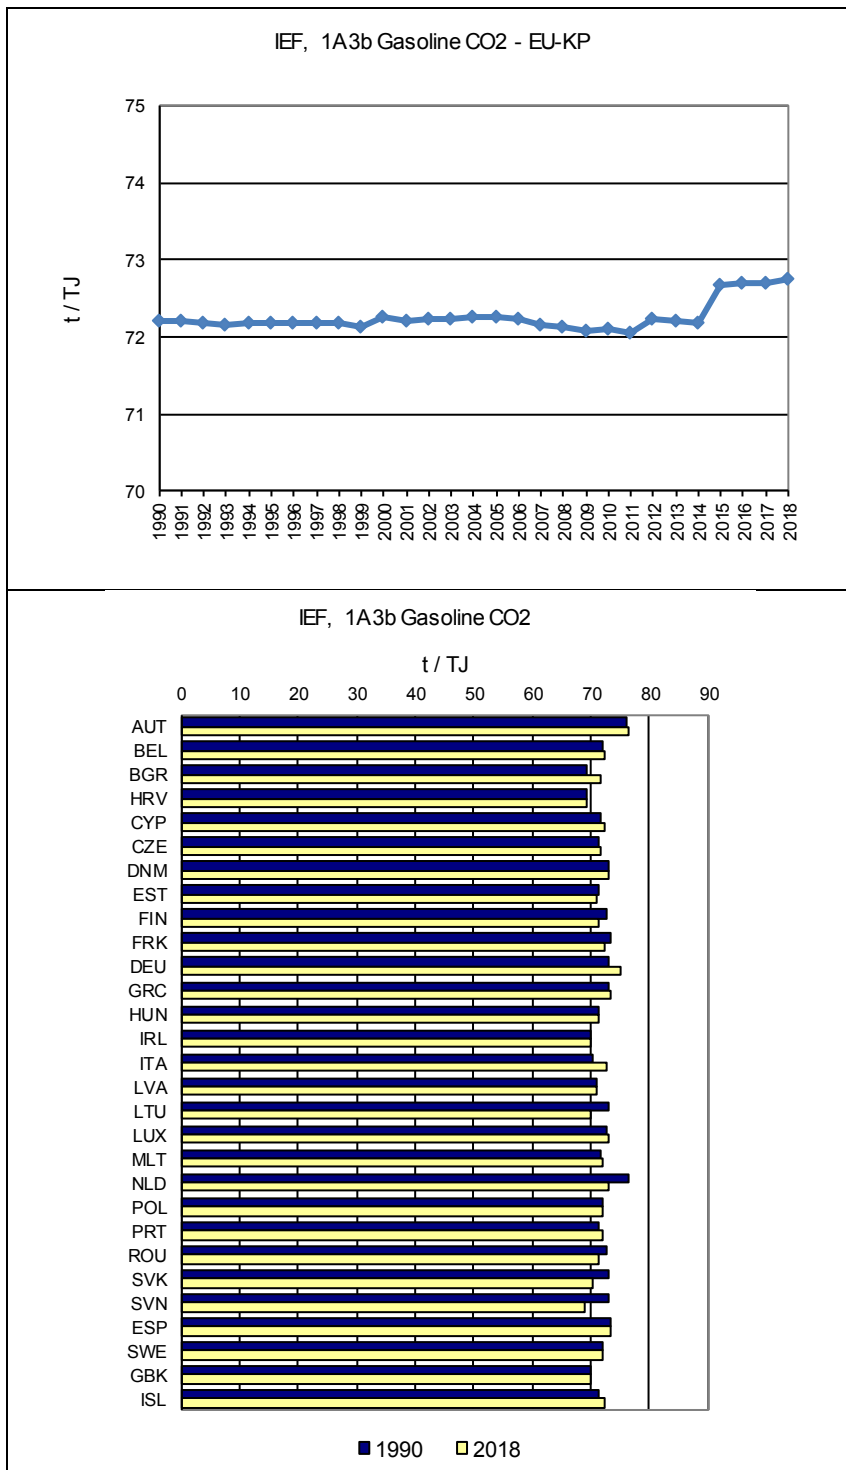 IEF, 1A3b Gasoline CO2 - EU-KP
75
74
73
72
71
70
t / TJ
1990 1991 1992 1993 1994 1995 1996 1997 1998 1999 2000 2001 2002 2003 2004 2005 2006 2007 2008 2009 2010 2011 2012 2013 2014 2015 2016 2017 2018
IEF, 1A3b Gasoline CO2
t / TJ
0 10 20 30 40 50 60 70 80 90
AUT
BEL
BGR
HRV
CYP
CZE
DNM
EST
FIN
FRK
DEU
GRC
HUN
IRL
ITA
LVA
LTU
LUX
MLT
NLD
POL
PRT
ROU
SVK
SVN
ESP
SWE
GBK
ISL
1990 2018